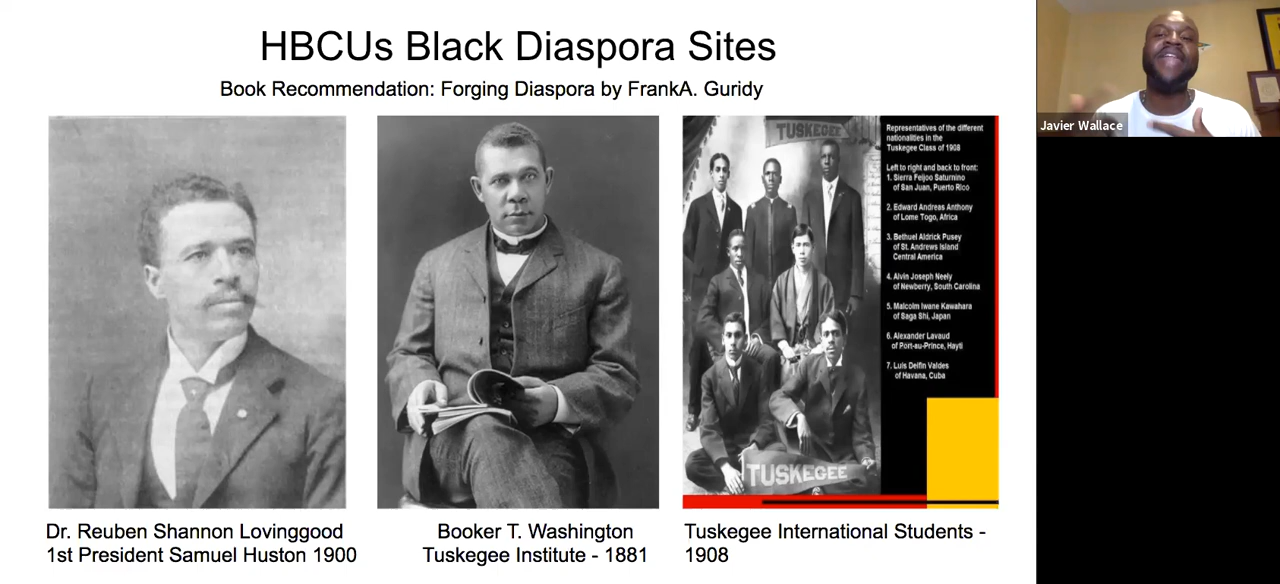 HBCUs Black Diaspora Sites
Book Recommendation: Forging Diaspora by FrankA. Guridy
TUSKEGEE
Representatives of the different
nationalities in the
Tuskegee Class of 1908
Left to right and back to front:
1. Sierra Feijoo Saturnino
of San Juan, Puerto Rico
2. Edward Andreas Anthony
of Lome Togo, Africa
3. Bethuel Aldrick Pusey
of St. Andrews Island
Central America
4. Alvin Joseph Neely
of Newberry, South Carolina
5. Malcolm Iwane Kawahara
of Saga Shi, Japan
6. Alexander Lavaud
of Port-au-Prince, Hayti
7. Luis Delfin Valdes
of Havana, Cuba
TUSKEGEE
Dr. Reuben Shannon Lovinggood
1st President Samuel Huston 1900
Booker T. Washington
Tuskegee Institute - 1881
Tuskegee International Students -
1908
Javier Wallace